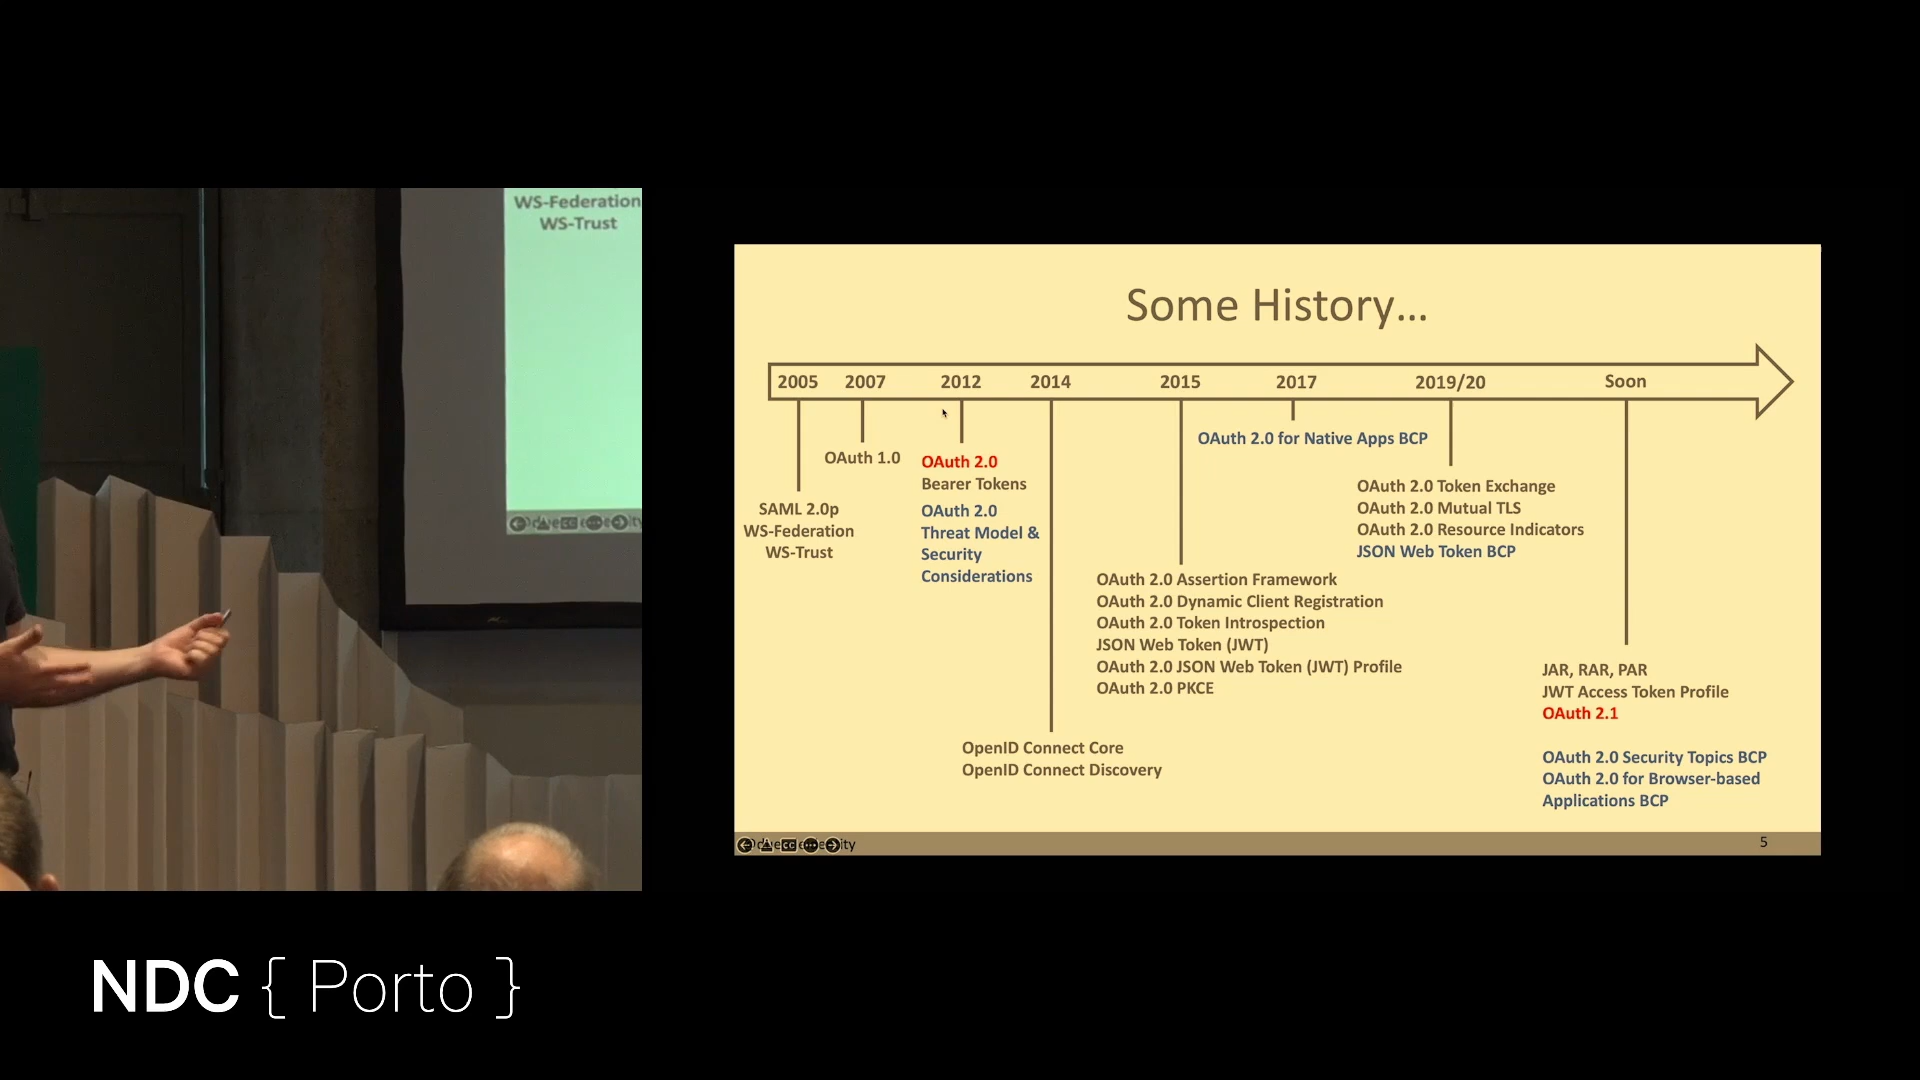 WS-Federation
WS-Trust
Some History...
2005 2007 2012 2014 2015 2017 2019/20 Soon
OAuth 2.0 for Native Apps BCP
OAuth 1.0
OAuth 2.0
Bearer Tokens
OAuth 2.0
Threat Model &
Security
Considerations
SAML 2.0p
WS-Federation
WS-Trust
OAuth 2.0 Token Exchange
OAuth 2.0 Mutual TLS
OAuth 2.0 Resource Indicators
JSON Web Token BCP
OAuth 2.0 Assertion Framework
OAuth 2.0 Dynamic Client Registration
OAuth 2.0 Token Introspection
JSON Web Token (JWT)
OAuth 2.0 JSON Web Token (JWT) Profile
OAuth 2.0 PKCE
JAR, RAR, PAR
JWT Access Token Profile
OAuth 2.1
OpenID Connect Core
OpenID Connect Discovery
OAuth 2.0 Security Topics BCP
OAuth 2.0 for Browser-based
Applications BCP
5
NDC { Porto }